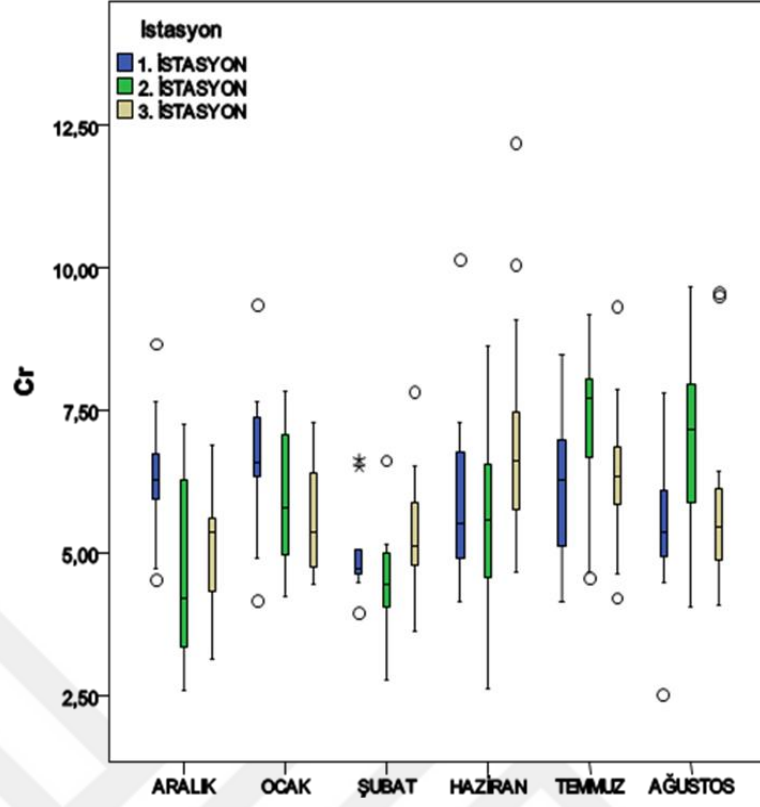 İstasyon
1. İSTASYON
2. İSTASYON
3. İSTASYON
12,50
10,00
7,50
5,00
2,50
Cr
ARALIK OCAK ŞUBAT HAZİRAN TEMMUZ AĞUSTOS